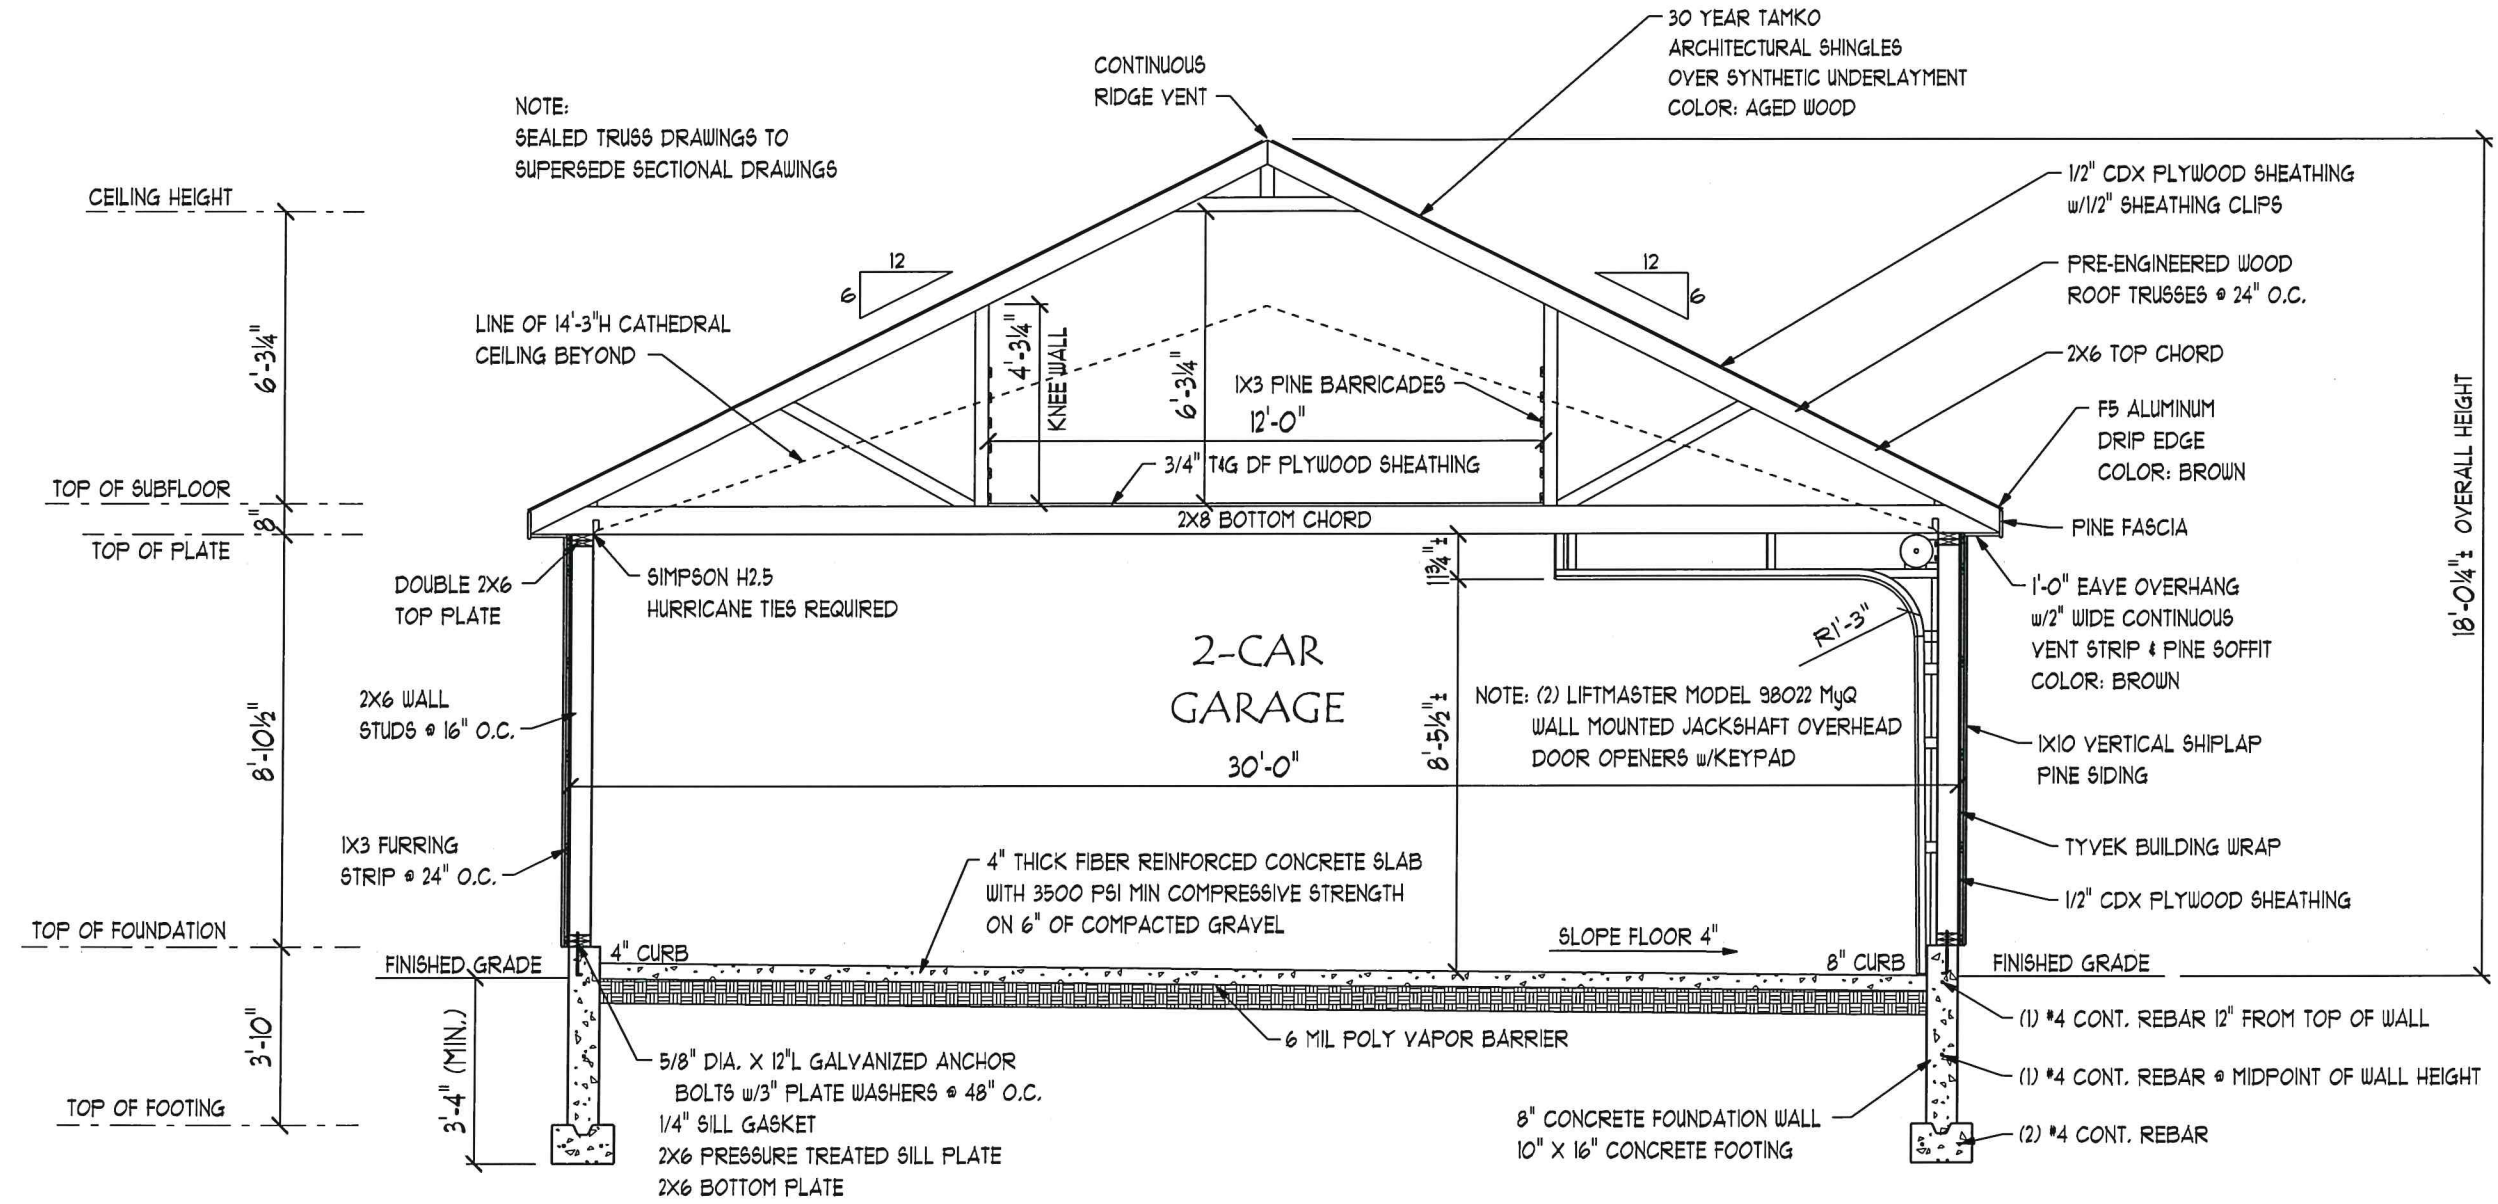 30 YEAR TAMKO
ARCHITECTURAL SHINGLES
OVER SYNTHETIC UNDERLAYMENT
COLOR: AGED WOOD
CONTINUOUS
RIDGE VENT
NOTE:
SEALED TRUSS DRAWINGS TO
SUPERSEDE SECTIONAL DRAWINGS
1/2" CDX PLYWOOD SHEATHING
w/1/2" SHEATHING CLIPS
CEILING HEIGHT
12
6
12
6
PRE-ENGINEERED WOOD
ROOF TRUSSES @ 24" O.C.
LINE OF 14'-3"H CATHEDRAL
CEILING BEYOND
6'-3¼"
4'-3¼"
KNEE WALL
6'-3¼"
1X3 PINE BARRICADES
12'-0"
2X6 TOP CHORD
F5 ALUMINUM
DRIP EDGE
COLOR: BROWN
3/4" T&G DF PLYWOOD SHEATHING
TOP OF SUBFLOOR
8"
TOP OF PLATE
2X8 BOTTOM CHORD
PINE FASCIA
18'-0¼"± OVERALL HEIGHT
DOUBLE 2X6
TOP PLATE
SIMPSON H2.5
HURRICANE TIES REQUIRED
11¾"±
1'-0" EAVE OVERHANG
w/2" WIDE CONTINUOUS
VENT STRIP & PINE SOFFIT
COLOR: BROWN
R1'-3"
2-CAR
GARAGE
30'-0"
2X6 WALL
STUDS @ 16" O.C.
8'-10½"
8'-5½"±
NOTE: (2) LIFTMASTER MODEL 98022 MyQ
WALL MOUNTED JACKSHAFT OVERHEAD
DOOR OPENERS w/KEYPAD
1X10 VERTICAL SHIPLAP
PINE SIDING
1X3 FURRING
STRIP @ 24" O.C.
4" THICK FIBER REINFORCED CONCRETE SLAB
WITH 3500 PSI MIN COMPRESSIVE STRENGTH
ON 6" OF COMPACTED GRAVEL
TYVEK BUILDING WRAP
1/2" CDX PLYWOOD SHEATHING
TOP OF FOUNDATION
FINISHED GRADE
4" CURB
SLOPE FLOOR 4"
8" CURB
FINISHED GRADE
3'-10"
3'-4" (MIN.)
6 MIL POLY VAPOR BARRIER
(1) #4 CONT. REBAR 12" FROM TOP OF WALL
(1) #4 CONT. REBAR @ MIDPOINT OF WALL HEIGHT
TOP OF FOOTING
5/8" DIA. X 12"L GALVANIZED ANCHOR
BOLTS w/3" PLATE WASHERS @ 48" O.C.
1/4" SILL GASKET
2X6 PRESSURE TREATED SILL PLATE
2X6 BOTTOM PLATE
8" CONCRETE FOUNDATION WALL
10" X 16" CONCRETE FOOTING
(2) #4 CONT. REBAR